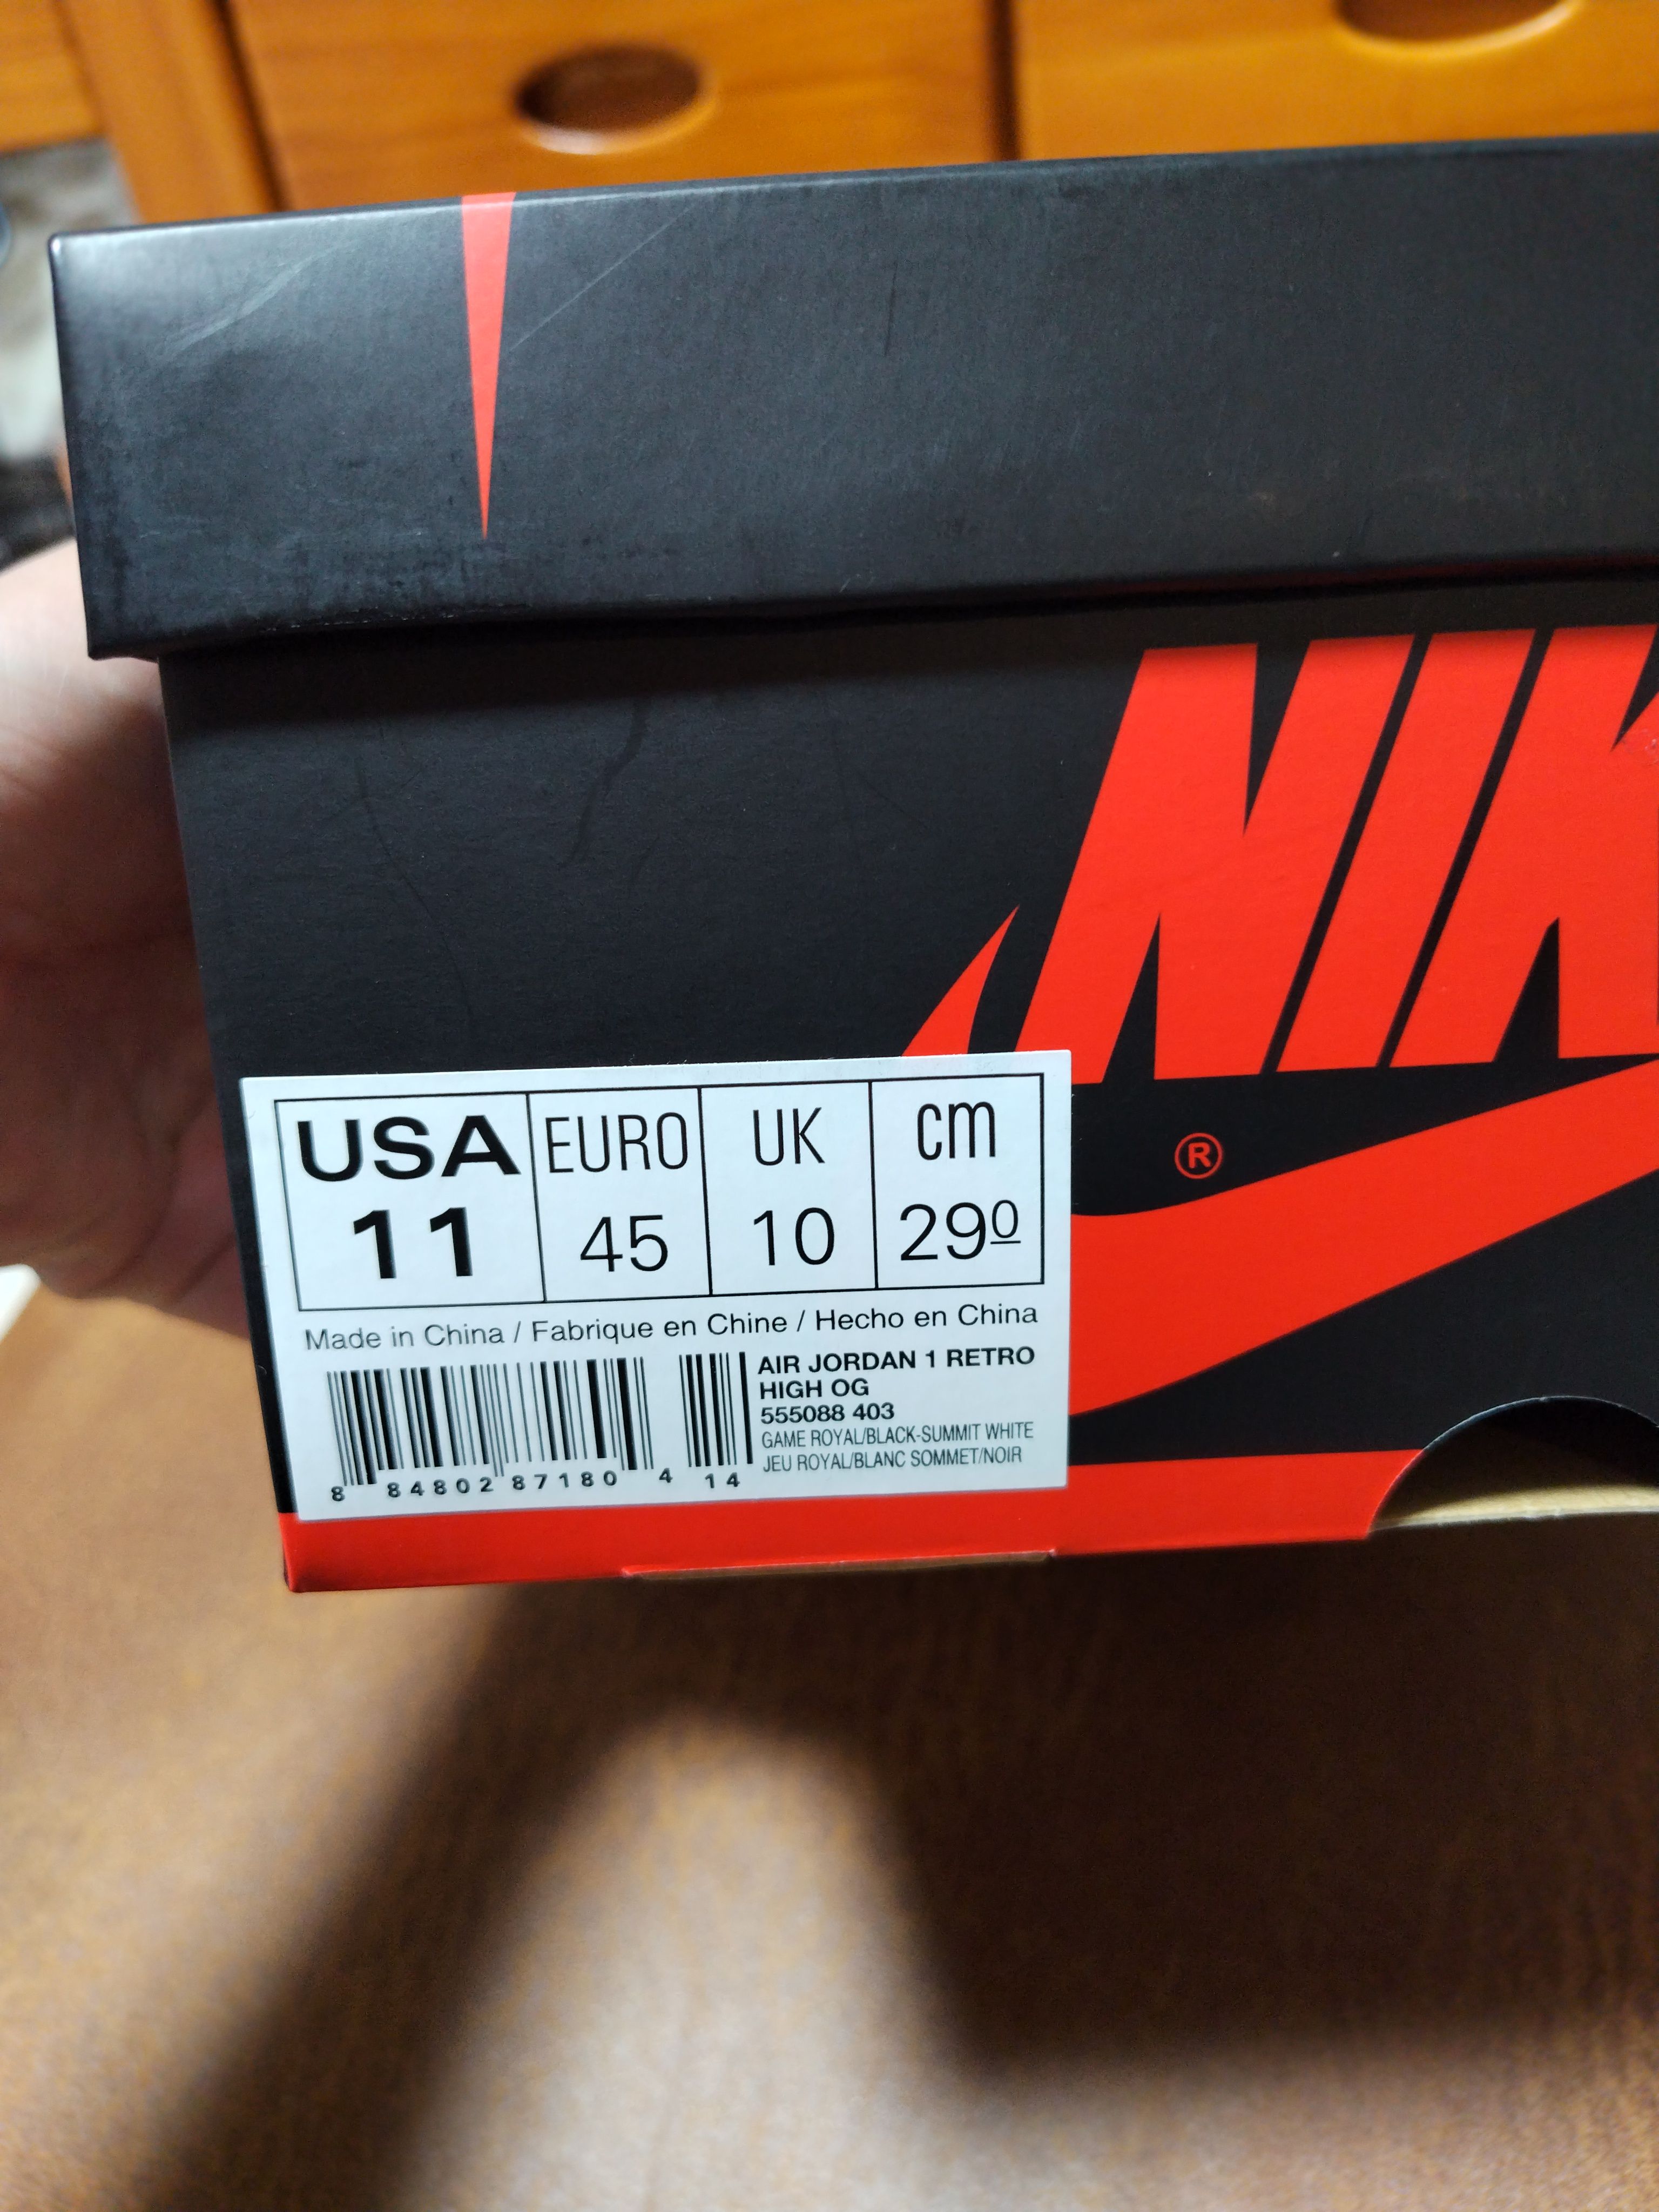 NIK
®
USA EURO UK cm
11 45 10 29 0
Made in China / Fabrique en Chine / Hecho en China
AIR JORDAN 1 RETRO
HIGH OG
555088 403
GAME ROYAL/BLACK-SUMMIT WHITE
JEU ROYAL/BLANC SOMMET/NOIR
8 84802 87180 4 14